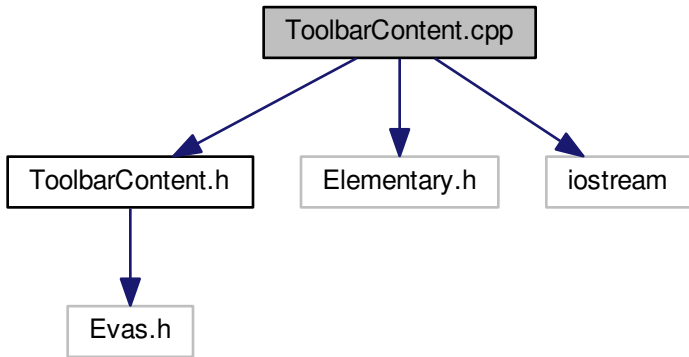 ToolbarContent.cpp
ToolbarContent.h
Elementary.h
iostream
Evas.h